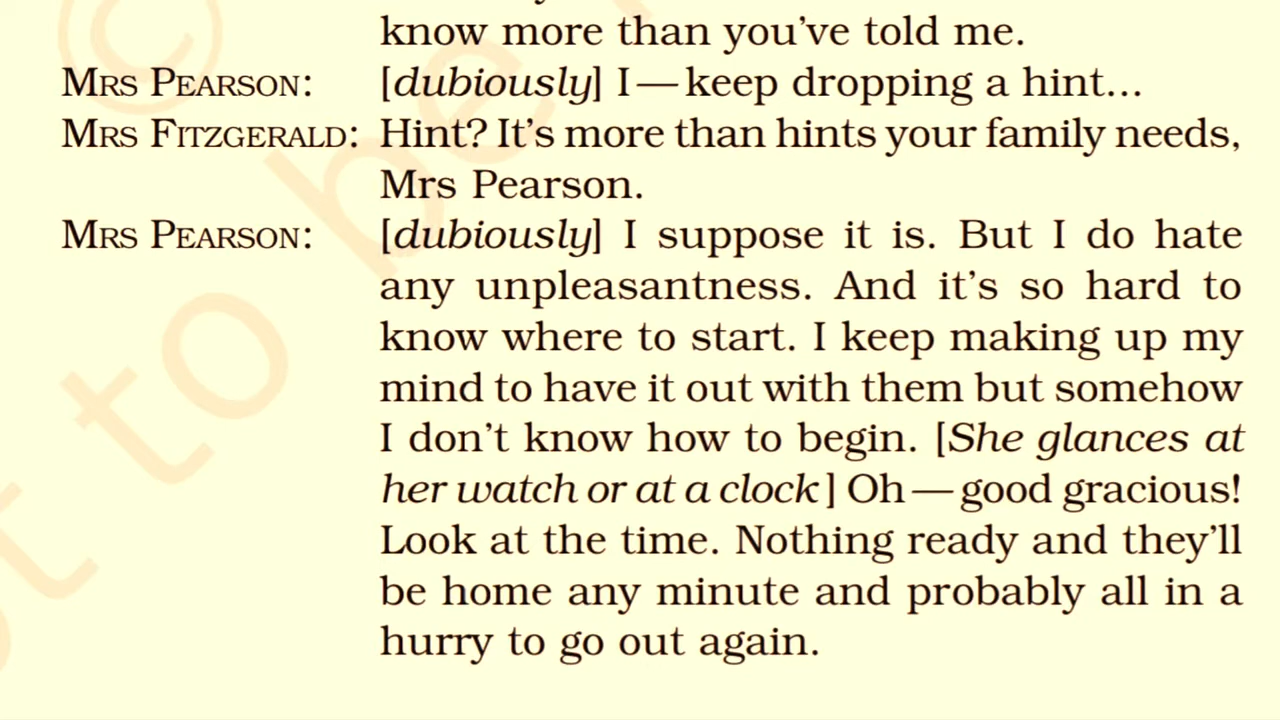 know more than you've told me.
MRS PEARSON: [dubiously] I—keep dropping a hint...
MRS FITZGERALD: Hint? It's more than hints your family needs,
Mrs Pearson.
MRS PEARSON: [dubiously] I suppose it is. But I do hate
any unpleasantness. And it's so hard to
know where to start. I keep making up my
mind to have it out with them but somehow
I don't know how to begin. [She glances at
her watch or at a clock] Oh—good gracious!
Look at the time. Nothing ready and they'll
be home any minute and probably all in a
hurry to go out again.
© 
be
to